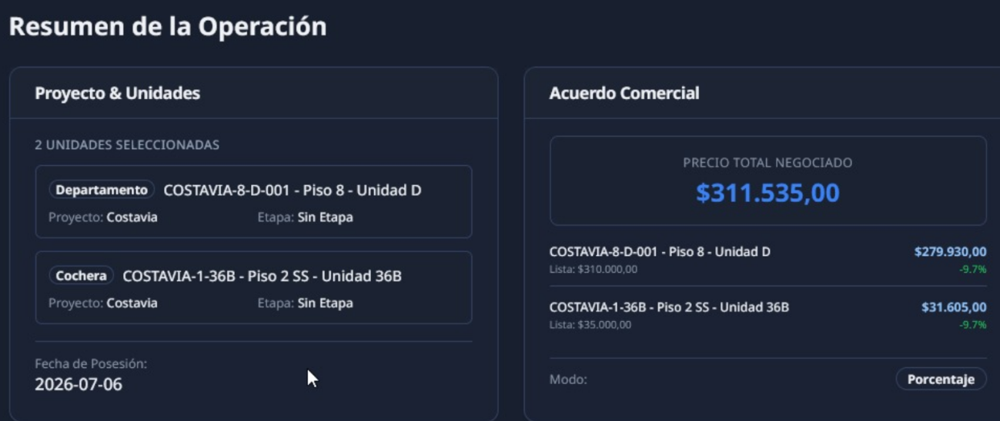 Resumen de la Operación
Proyecto & Unidades
2 UNIDADES SELECCIONADAS
Departamento COSTAVIA-8-D-001 - Piso 8 - Unidad D
Proyecto: Costavia Etapa: Sin Etapa
Cochera COSTAVIA-1-36B - Piso 2 SS - Unidad 36B
Proyecto: Costavia Etapa: Sin Etapa
Fecha de Posesión:
2026-07-06
Acuerdo Comercial
PRECIO TOTAL NEGOCIADO
$311.535,00
COSTAVIA-8-D-001 - Piso 8 - Unidad D $279.930,00
Lista: $310.000,00 -9.7%
COSTAVIA-1-36B - Piso 2 SS - Unidad 36B $31.605,00
Lista: $35.000,00 -9.7%
Modo: Porcentaje